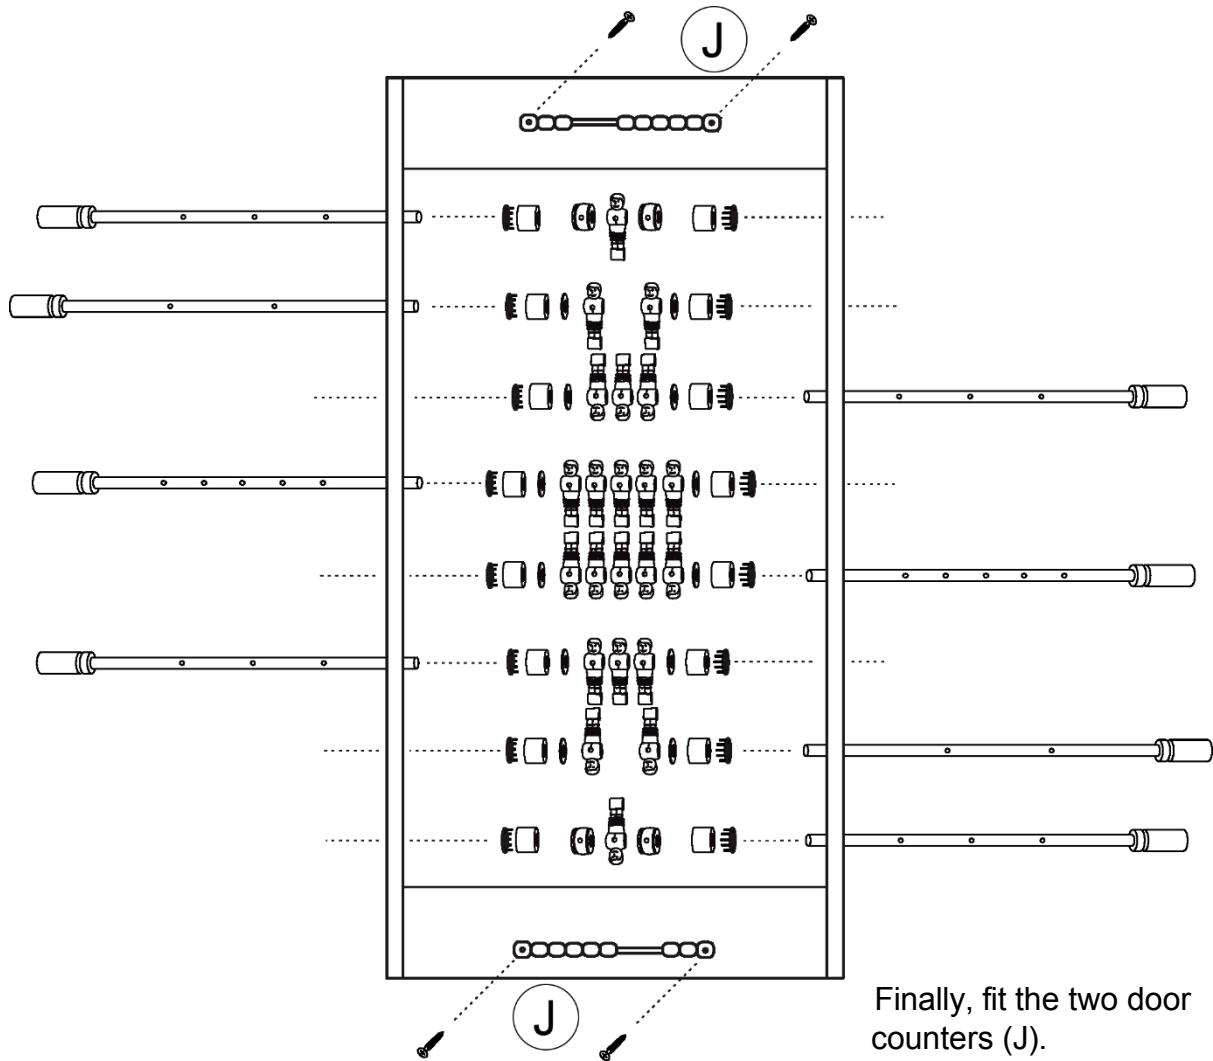 J
J
Finally, fit the two door
counters (J).